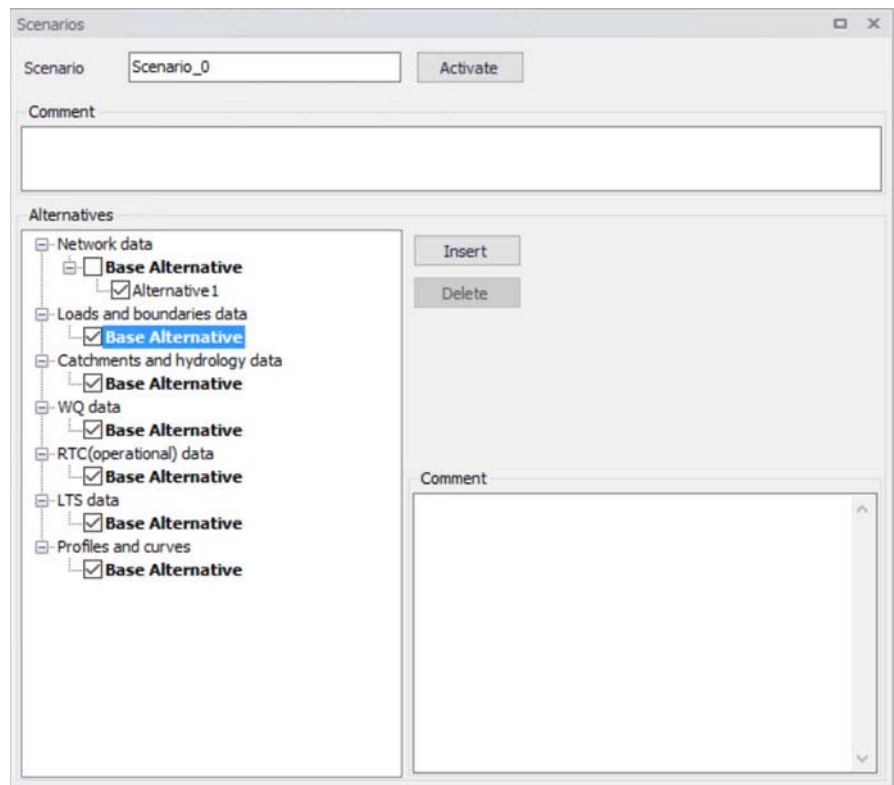 Scenarios
Scenario Scenario_0 Activate
Comment
Alternatives
Network data
Base Alternative
Alternative1
Loads and boundaries data
Base Alternative
Catchments and hydrology data
Base Alternative
WQ data
Base Alternative
RTC(operational) data
Base Alternative
LTS data
Base Alternative
Profiles and curves
Base Alternative
Insert
Delete
Comment